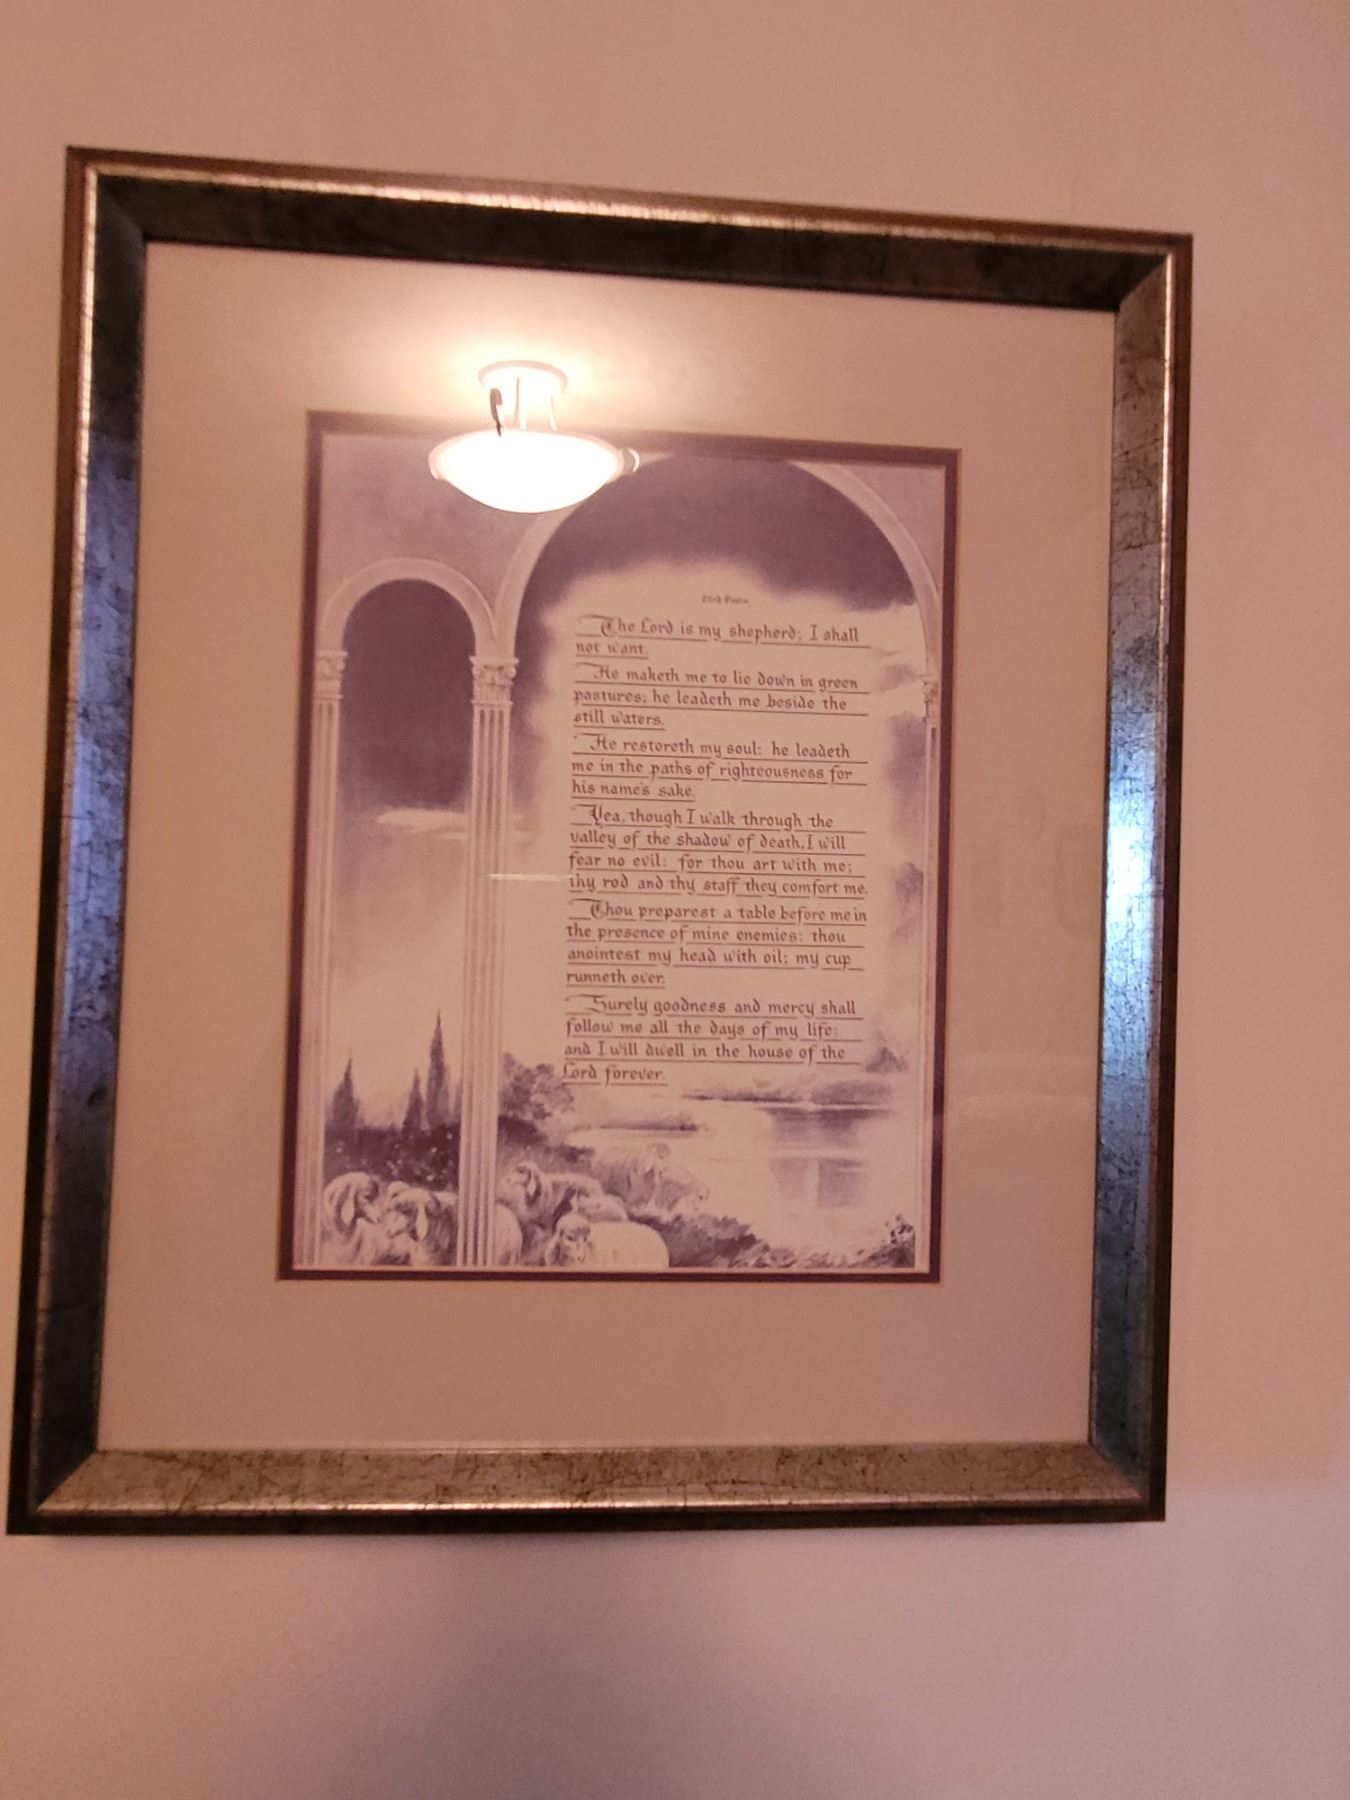 23rd Psalm
The Lord is my shepherd; I shall
not want.
He maketh me to lie down in green
pastures; he leadeth me beside the
still waters.
He restoreth my soul: he leadeth
me in the paths of righteousness for
his name's sake.
Yea, though I walk through the
valley of the shadow of death, I will
fear no evil: for thou art with me;
thy rod and thy staff they comfort me.
Thou preparest a table before me in
the presence of mine enemies: thou
anointest my head with oil; my cup
runneth over.
Surely goodness and mercy shall
follow me all the days of my life:
and I will dwell in the house of the
Lord forever.